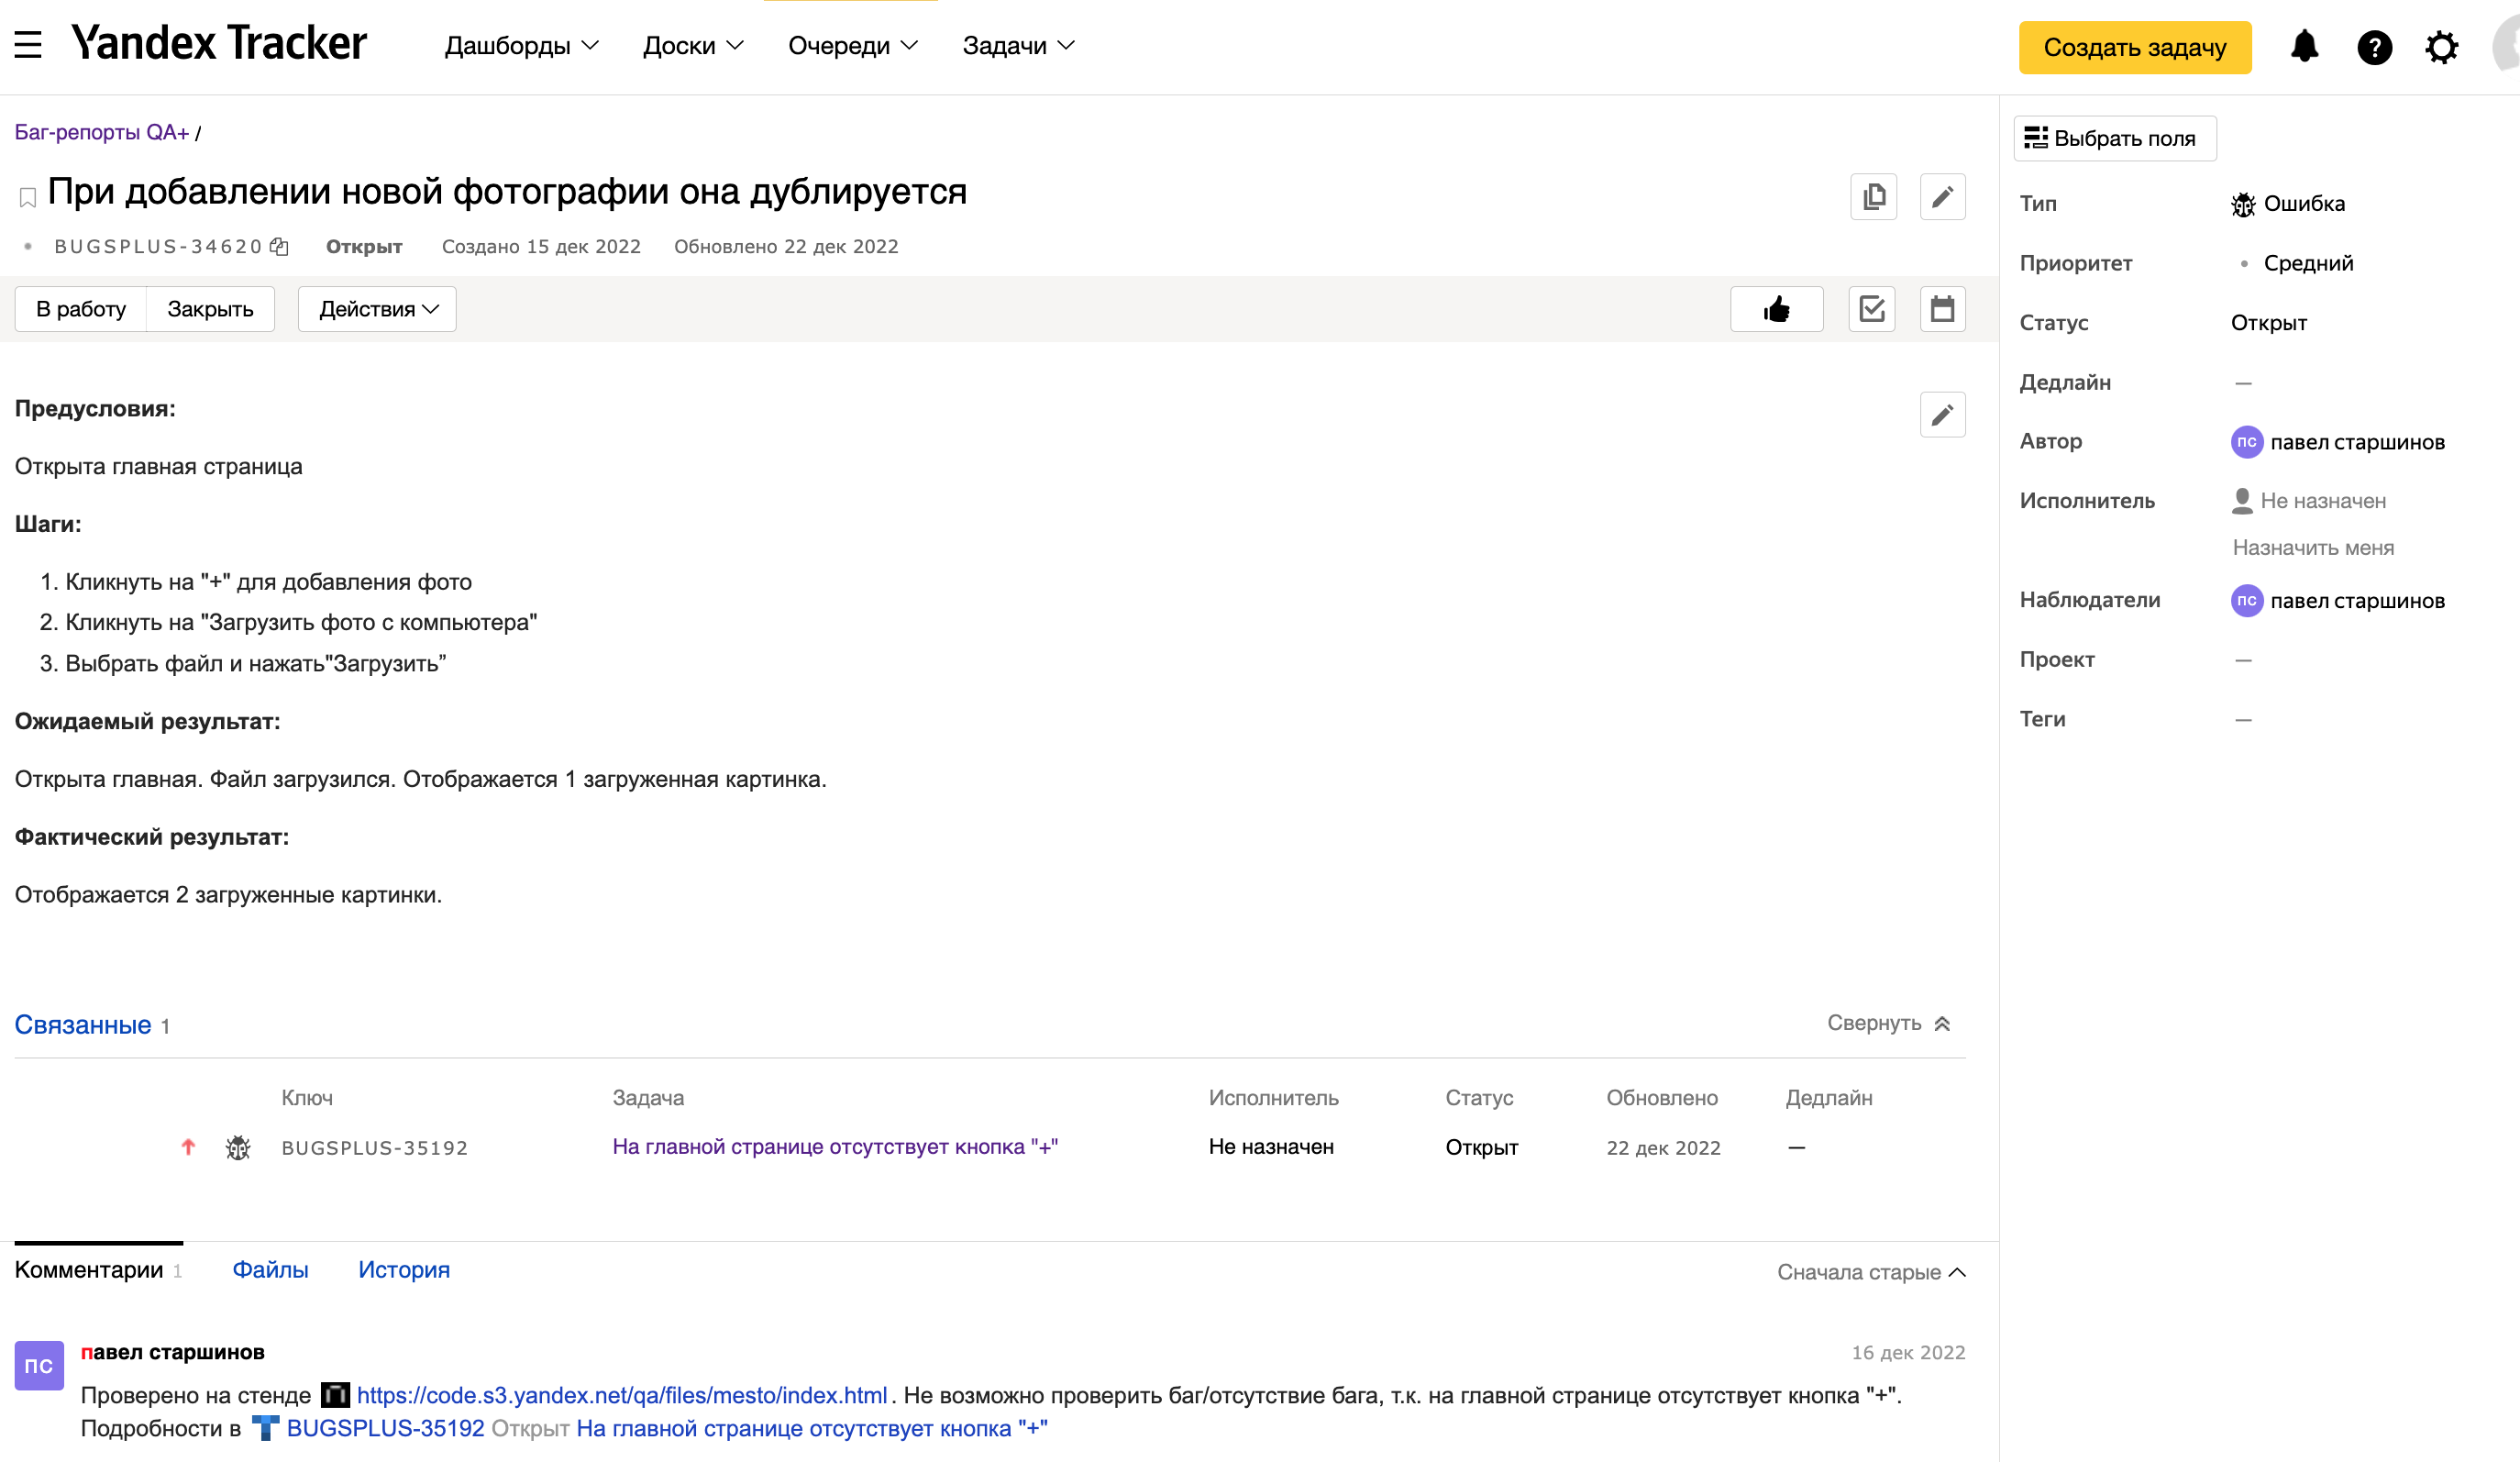 Yandex Tracker Дашборды Доски Очереди Задачи Создать задачу
Баг-репорты QA+ /
При добавлении новой фотографии она дублируется
BUGSPLUS-34620 Открыт Создано 15 дек 2022 Обновлено 22 дек 2022
В работу Закрыть Действия
Предусловия:
Открыта главная страница
Шаги:
1. Кликнуть на "+" для добавления фото
2. Кликнуть на "Загрузить фото с компьютера"
3. Выбрать файл и нажать"Загрузить”
Ожидаемый результат:
Открыта главная. Файл загрузился. Отображается 1 загруженная картинка.
Фактический результат:
Отображается 2 загруженные картинки.
Связанные 1 Свернуть
Ключ Задача Исполнитель Статус Обновлено Дедлайн
BUGSPLUS-35192 На главной странице отсутствует кнопка "+" Не назначен Открыт 22 дек 2022 —
Комментарии 1 Файлы История Сначала старые
ПС павел старшинов 16 дек 2022
Проверено на стенде https://code.s3.yandex.net/qa/files/mesto/index.html. Не возможно проверить баг/отсутствие бага, т.к. на главной странице отсутствует кнопка "+".
Подробности в BUGSPLUS-35192 Открыт На главной странице отсутствует кнопка "+"
Выбрать поля
Тип Ошибка
Приоритет Средний
Статус Открыт
Дедлайн —
Автор ПС павел старшинов
Исполнитель Не назначен
Назначить меня
Наблюдатели ПС павел старшинов
Проект —
Теги —